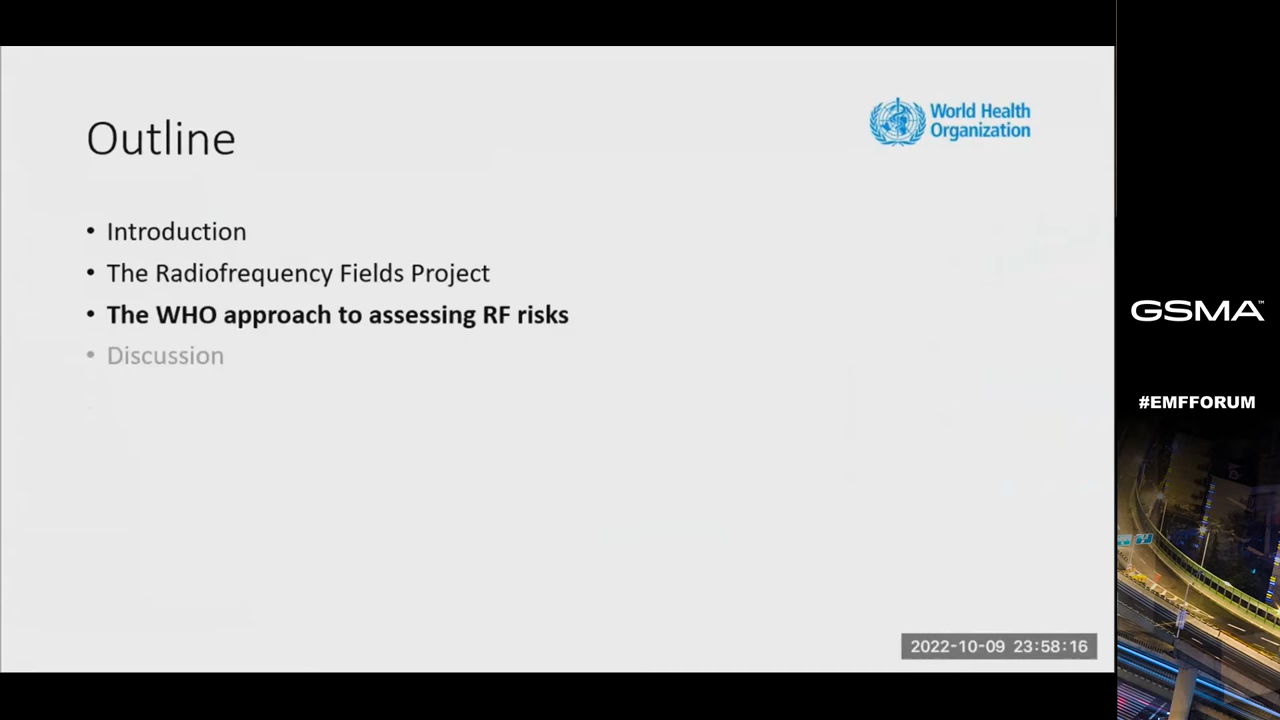 Outline
World Health
Organization
• Introduction
• The Radiofrequency Fields Project
• The WHO approach to assessing RF risks
• Discussion
2022-10-09 23:58:16
GSMA™
#EMFFORUM